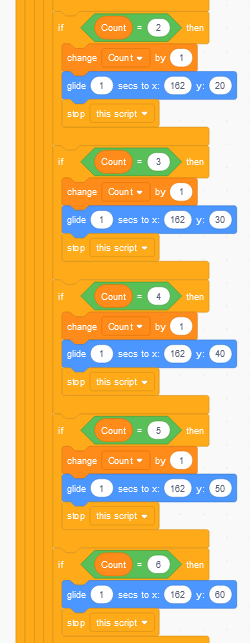 if Count = 2 then
change Count by 1
glide 1 secs to x: 162 y: 20
stop this script
if Count = 3 then
change Count by 1
glide 1 secs to x: 162 y: 30
stop this script
if Count = 4 then
change Count by 1
glide 1 secs to x: 162 y: 40
stop this script
if Count = 5 then
change Count by 1
glide 1 secs to x: 162 y: 50
stop this script
if Count = 6 then
glide 1 secs to x: 162 y: 60
stop this script